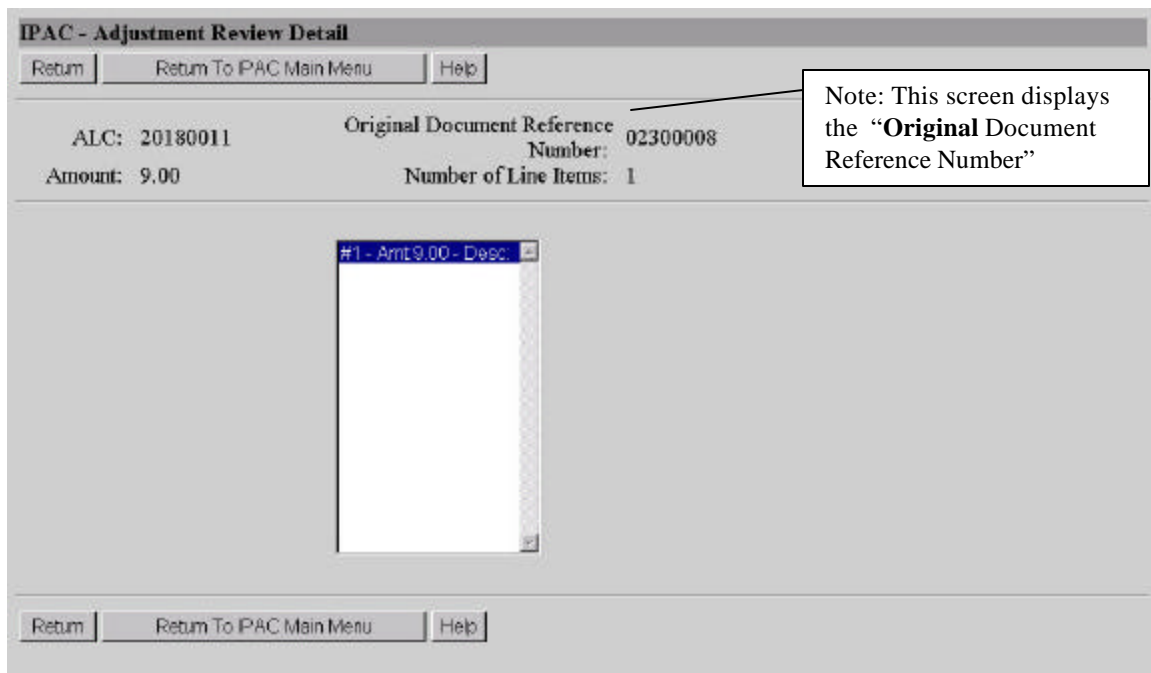 IPAC - Adjustment Review Detail
Return Return To IPAC Main Menu Help
Note: This screen displays
the “Original Document
Reference Number”
ALC: 20180011 Original Document Reference
Number: 02300008
Amount: 9.00 Number of Line Items: 1
#1 - Amt:9.00 - Desc:
Return Return To IPAC Main Menu Help